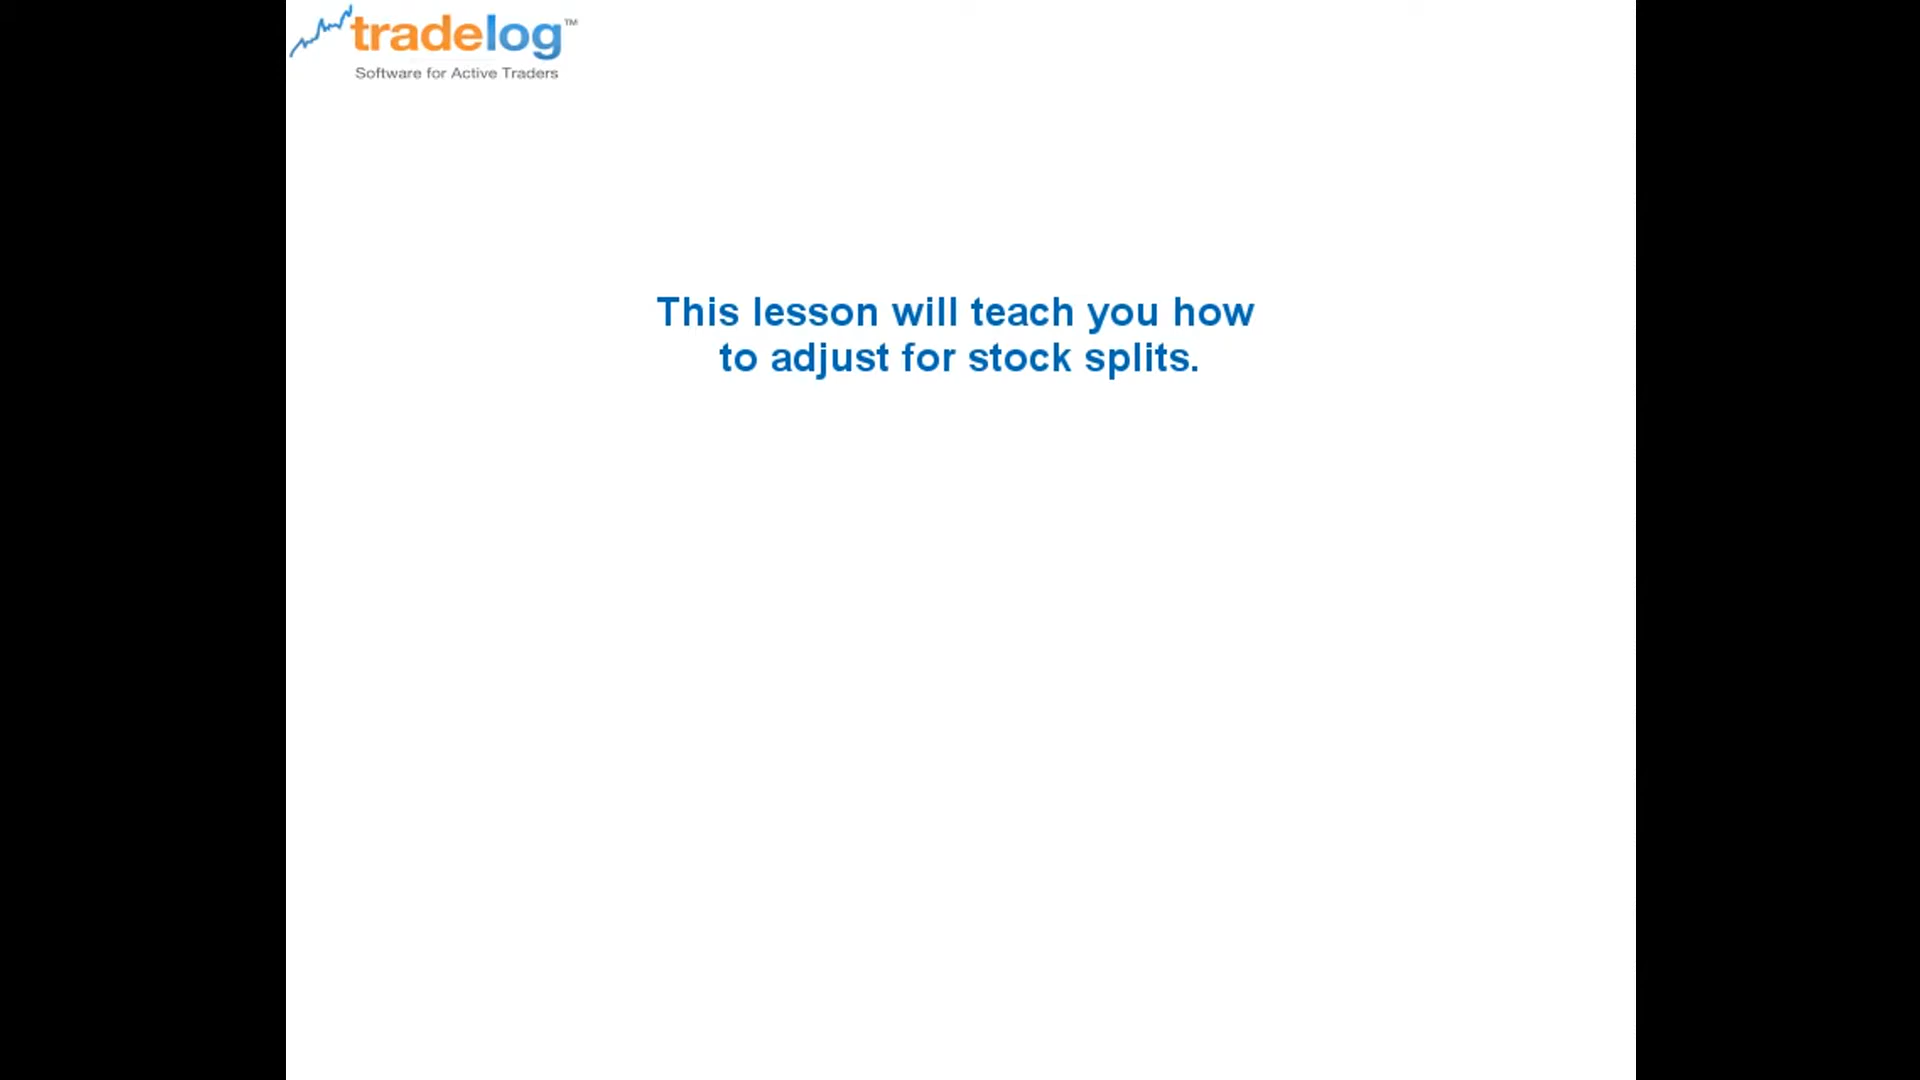 tradelog™
Software for Active Traders
This lesson will teach you how
to adjust for stock splits.